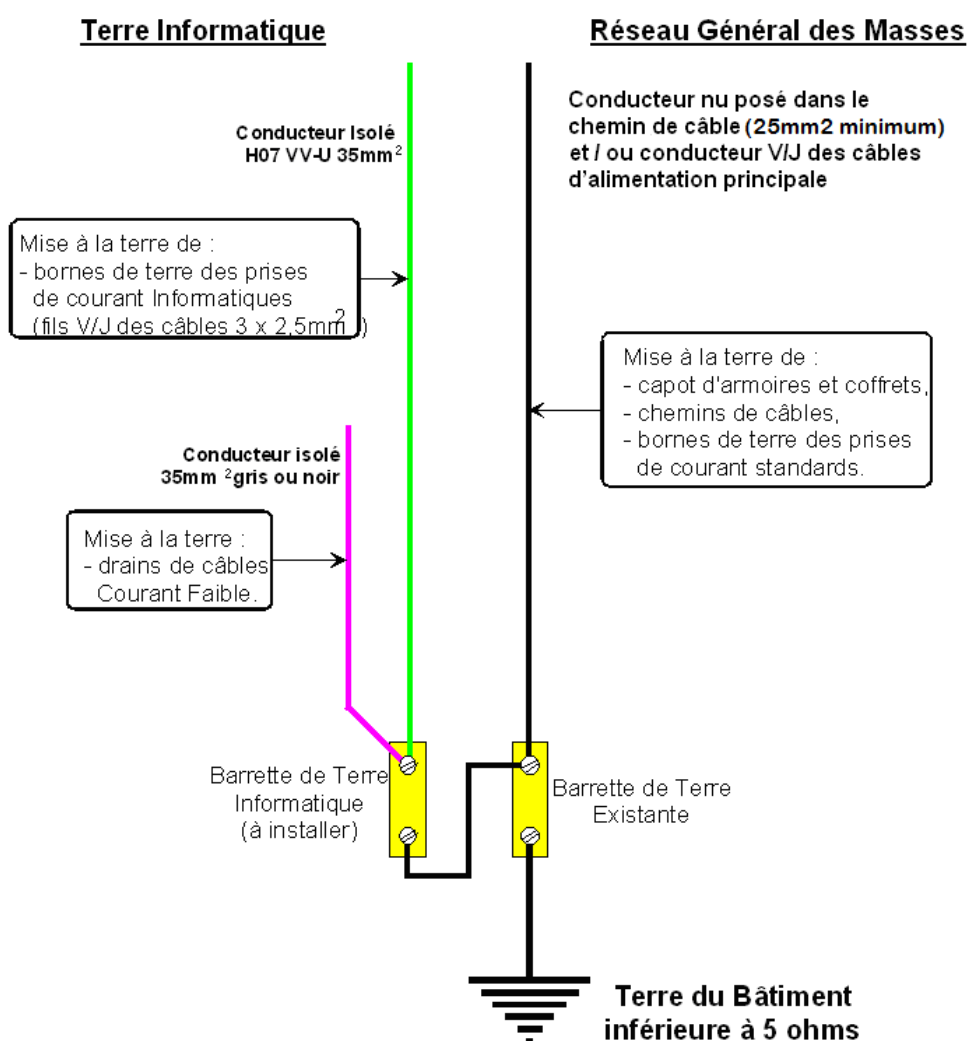 Terre Informatique
Réseau Général des Masses
Conducteur Isolé
H07 VV-U 35mm²
Conducteur nu posé dans le
chemin de câble (25mm2 minimum)
et / ou conducteur V/J des câbles
d'alimentation principale
Mise à la terre de :
- bornes de terre des prises
de courant Informatiques
(fils V/J des câbles 3 x 2,5mm²)
Mise à la terre de :
- capot d'armoires et coffrets,
- chemins de câbles,
- bornes de terre des prises
de courant standards.
Conducteur isolé
35mm ²gris ou noir
Mise à la terre :
- drains de câbles
Courant Faible.
Barrette de Terre
Informatique
(à installer)
Barrette de Terre
Existante
Terre du Bâtiment
inférieure à 5 ohms